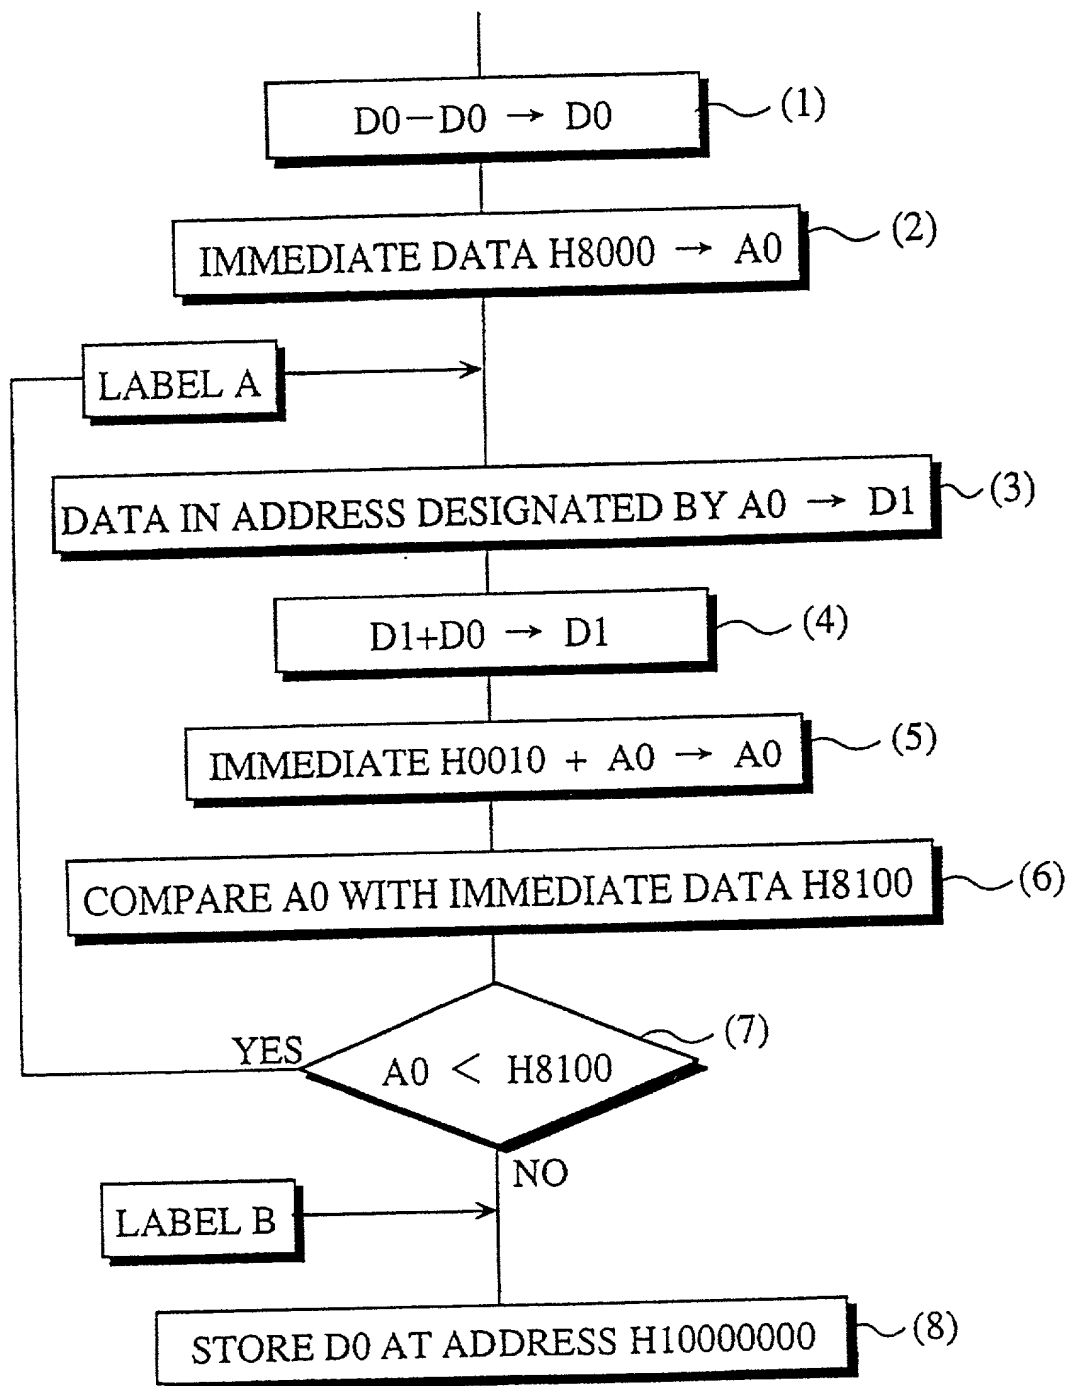 D0−D0 → D0
(1)
IMMEDIATE DATA H8000 → A0
(2)
LABEL A
DATA IN ADDRESS DESIGNATED BY A0 → D1
(3)
D1+D0 → D1
(4)
IMMEDIATE H0010 + A0 → A0
(5)
COMPARE A0 WITH IMMEDIATE DATA H8100
(6)
A0 < H8100
(7)
YES
NO
LABEL B
STORE D0 AT ADDRESS H10000000
(8)